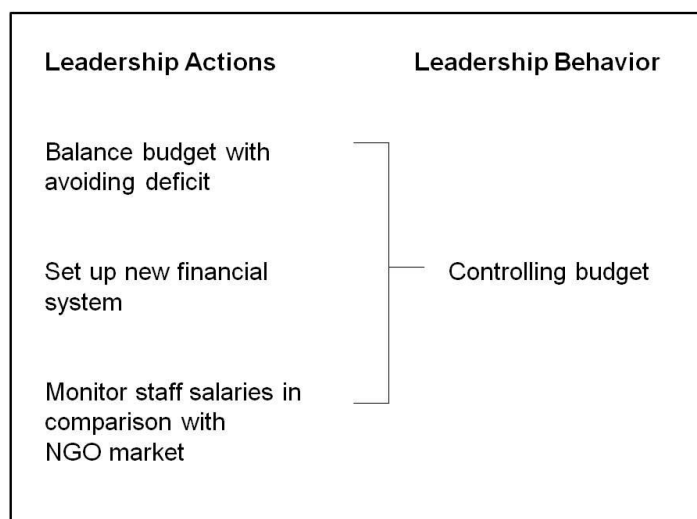 Leadership Actions
Leadership Behavior
Balance budget with
avoiding deficit
Set up new financial
system
Controlling budget
Monitor staff salaries in
comparison with
NGO market